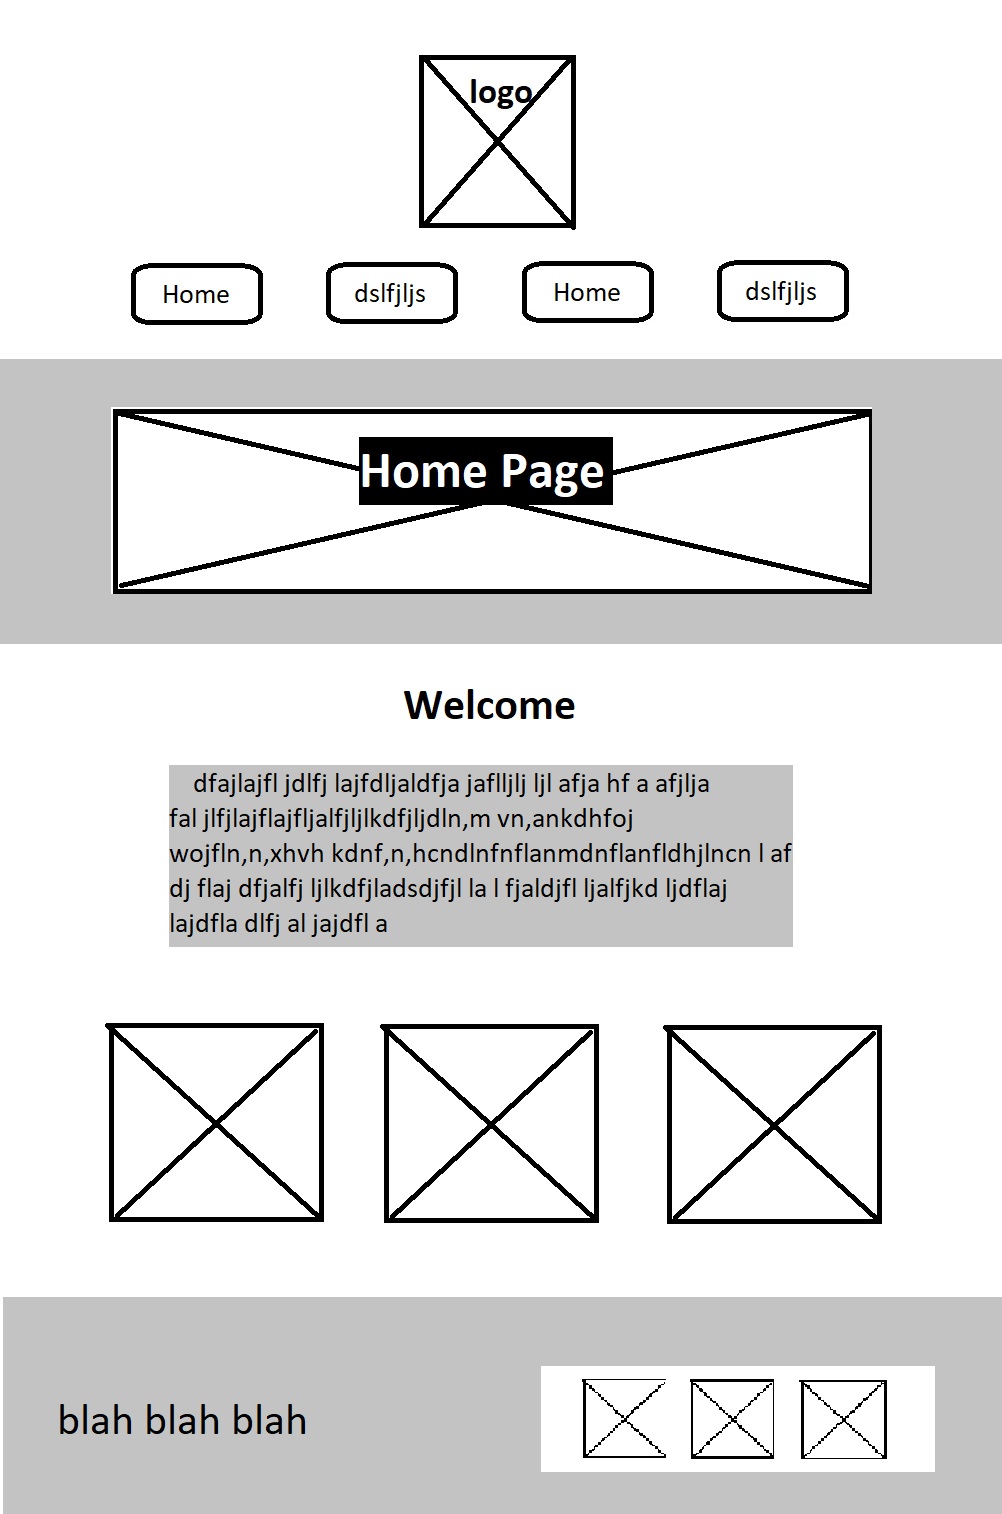 logo
Home
dslfjljs
Home
dslfjljs
Home Page
Welcome
dfajlajfl jdlfj lajfdljaldfja jaflljlj ljl afja hf a afjlja
fal jlfjlajflajfljalfjljlkdfjljdln,m vn,ankdhfoj
wojfln,n,xhvh kdnf,n,hcndlnfnflanmdnflanfldhjlncn l af
dj flaj dfjalfj ljlkdfjladsdjfjl la l fjaldjfl ljalfjkd ljdflaj
lajdfla dlfj al jajdfl a
blah blah blah